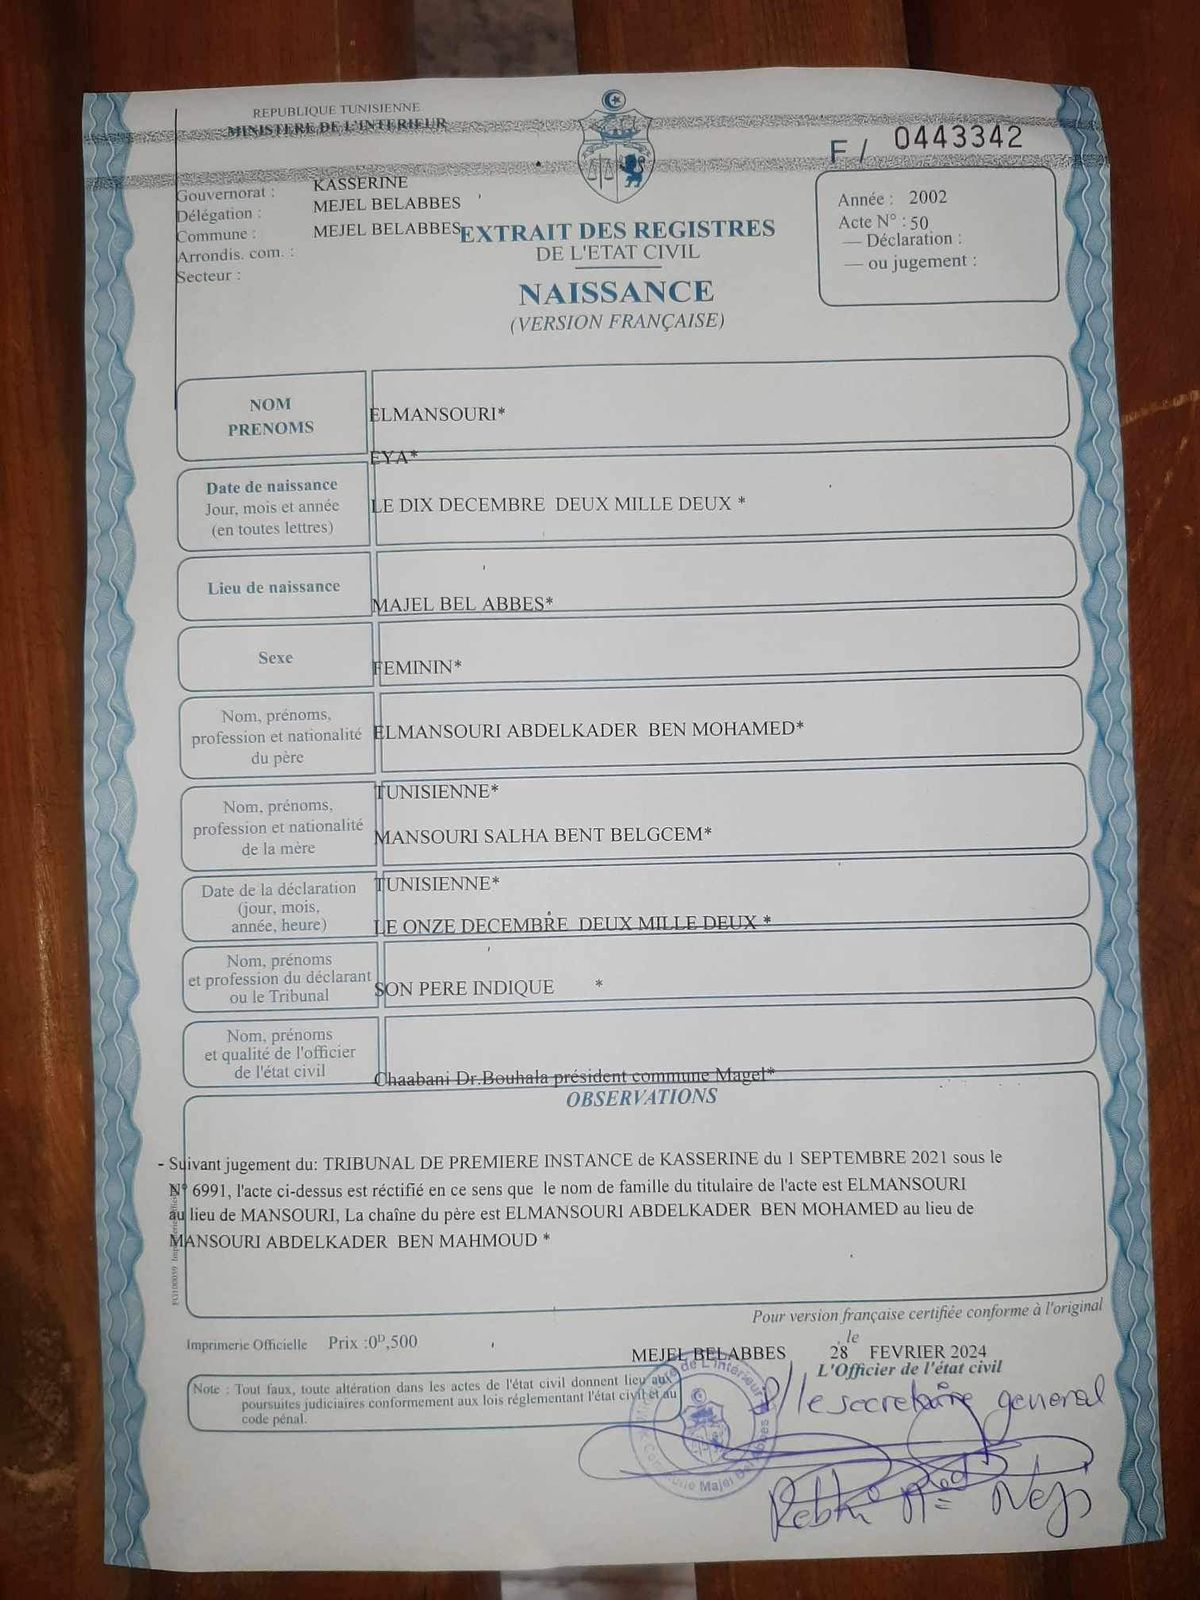 REPUBLIQUE TUNISIENNE
MINISTERE DE L'INTERIEUR
F / 0443342
Gouvernorat : KASSERINE
Délégation : MEJEL BELABBES
Commune : MEJEL BELABBES
Arrondis. com. :
Secteur :
EXTRAIT DES REGISTRES
DE L'ETAT CIVIL
NAISSANCE
(VERSION FRANÇAISE)
Année : 2002
Acte N° : 50
— Déclaration :
— ou jugement :
NOM
PRENOMS
ELMANSOURI*
EYA*
Date de naissance
Jour, mois et année
(en toutes lettres)
LE DIX DECEMBRE DEUX MILLE DEUX *
Lieu de naissance
MAJEL BEL ABBES*
Sexe
FEMININ*
Nom, prénoms,
profession et nationalité
du père
ELMANSOURI ABDELKADER BEN MOHAMED*
TUNISIENNE*
Nom, prénoms,
profession et nationalité
de la mère
MANSOURI SALHA BENT BELGCEM*
TUNISIENNE*
Date de la déclaration
(jour, mois,
année, heure)
LE ONZE DECEMBRE DEUX MILLE DEUX *
Nom, prénoms
et profession du déclarant
ou le Tribunal
SON PERE INDIQUE *
Nom, prénoms
et qualité de l'officier
de l'état civil
Chaabani Dr.Bouhala président commune Magel*
OBSERVATIONS
- Suivant jugement du: TRIBUNAL DE PREMIERE INSTANCE de KASSERINE du 1 SEPTEMBRE 2021 sous le
N° 6991, l'acte ci-dessus est réctifié en ce sens que le nom de famille du titulaire de l'acte est ELMANSOURI
au lieu de MANSOURI, La chaîne du père est ELMANSOURI ABDELKADER BEN MOHAMED au lieu de
MANSOURI ABDELKADER BEN MAHMOUD *
Pour version française certifiée conforme à l'original
Imprimerie Officielle Prix :0ᴰ,500
MEJEL BELABBES , le 28 FEVRIER 2024
L'Officier de l'état civil
Note : Tout faux, toute altération dans les actes de l'état civil donnent lieu aux
poursuites judiciaires conformement aux lois réglementant l'état civil et au
code pénal.
P/ le secretaire general